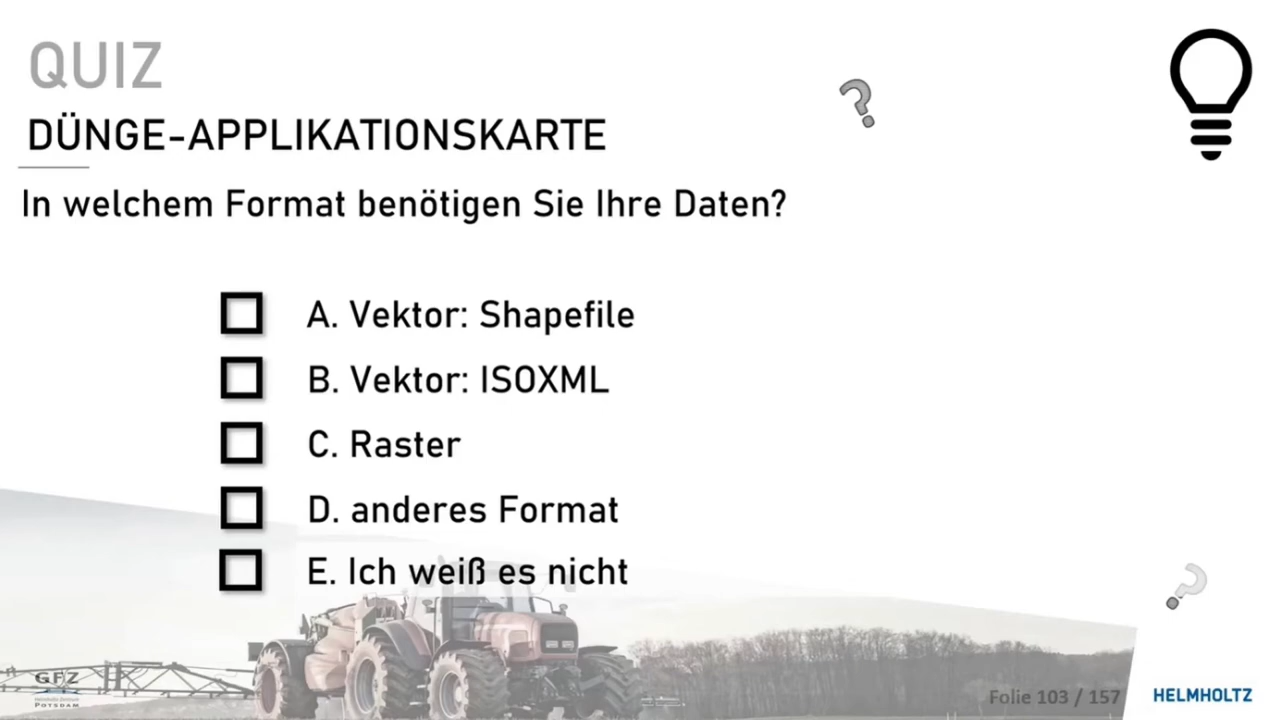 QUIZ
DÜNGE-APPLIKATIONSKARTE
In welchem Format benötigen Sie Ihre Daten?
A. Vektor: Shapefile
B. Vektor: ISOXML
C. Raster
D. anderes Format
E. Ich weiß es nicht
GFZ
POTSDAM
Folie 103 / 157
HELMHOLTZ